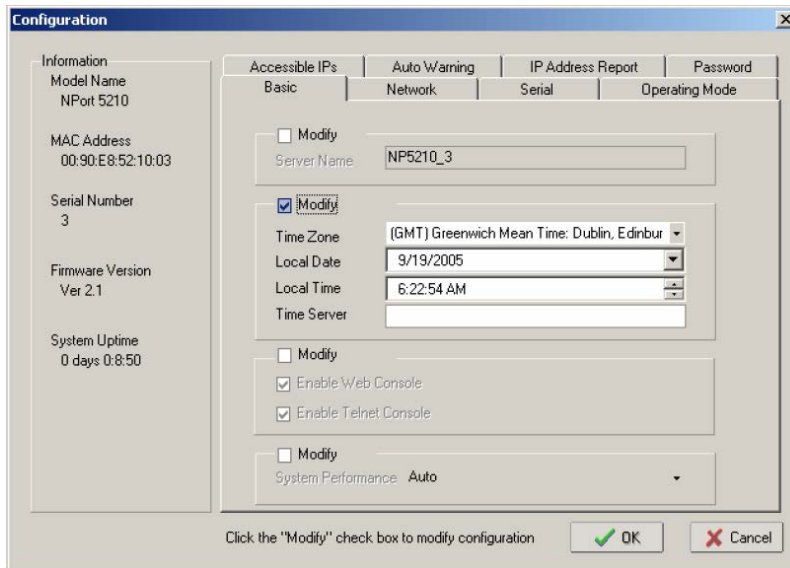 Configuration
Information
Model Name
NPort 5210
MAC Address
00:90:E8:52:10:03
Serial Number
3
Firmware Version
Ver 2.1
System Uptime
0 days 0:8:50
Accessible IPs
Auto Warning
IP Address Report
Password
Basic
Network
Serial
Operating Mode
Modify
Server Name
NP5210_3
Modify
Time Zone
(GMT) Greenwich Mean Time: Dublin, Edinbur
Local Date
9/19/2005
Local Time
6:22:54 AM
Time Server
Modify
Enable Web Console
Enable Telnet Console
Modify
System Performance
Auto
Click the "Modify" check box to modify configuration
OK
Cancel